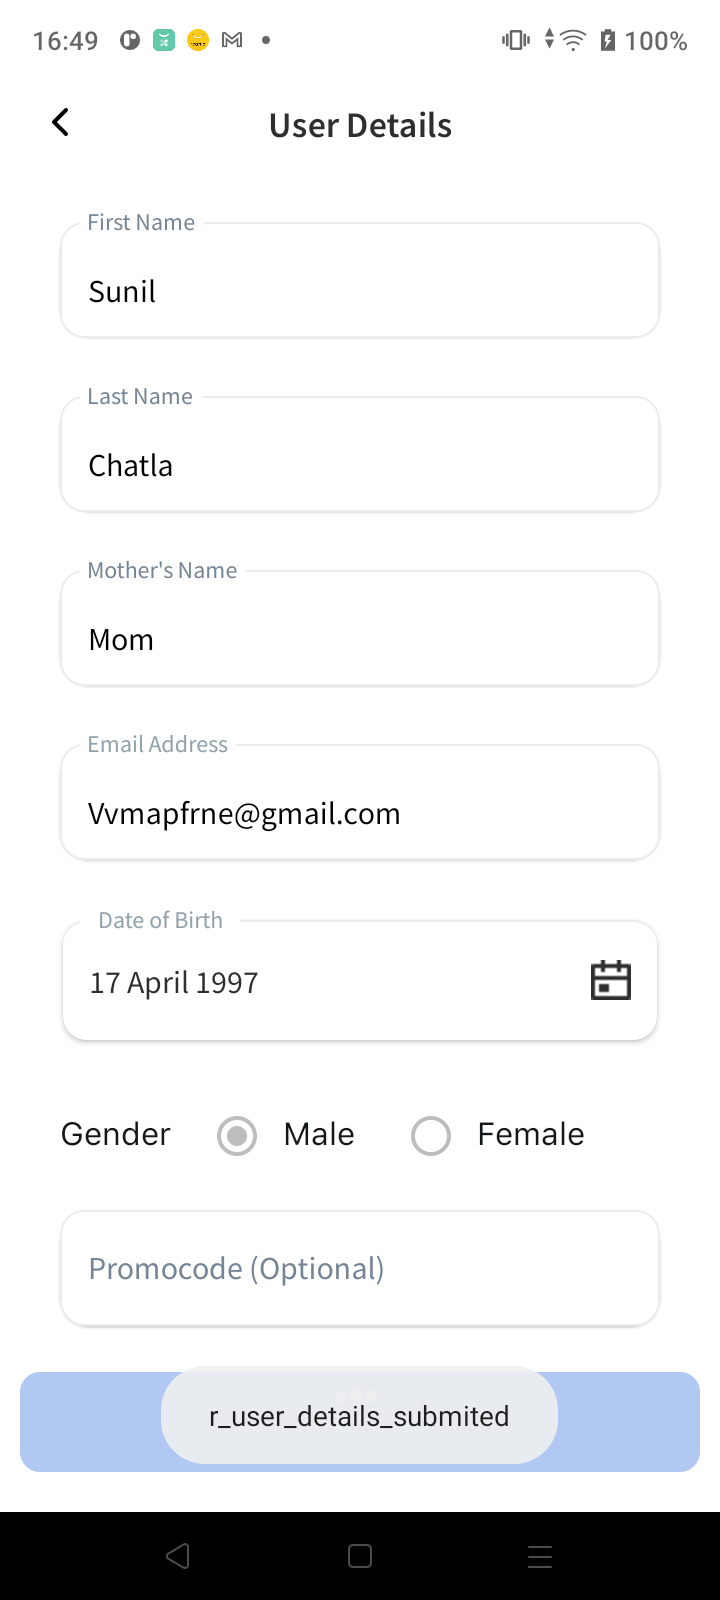 16:49
100%
User Details
First Name
Sunil
Last Name
Chatla
Mother's Name
Mom
Email Address
Vvmapfrne@gmail.com
Date of Birth
17 April 1997
Gender Male Female
Promocode (Optional)
r_user_details_submited